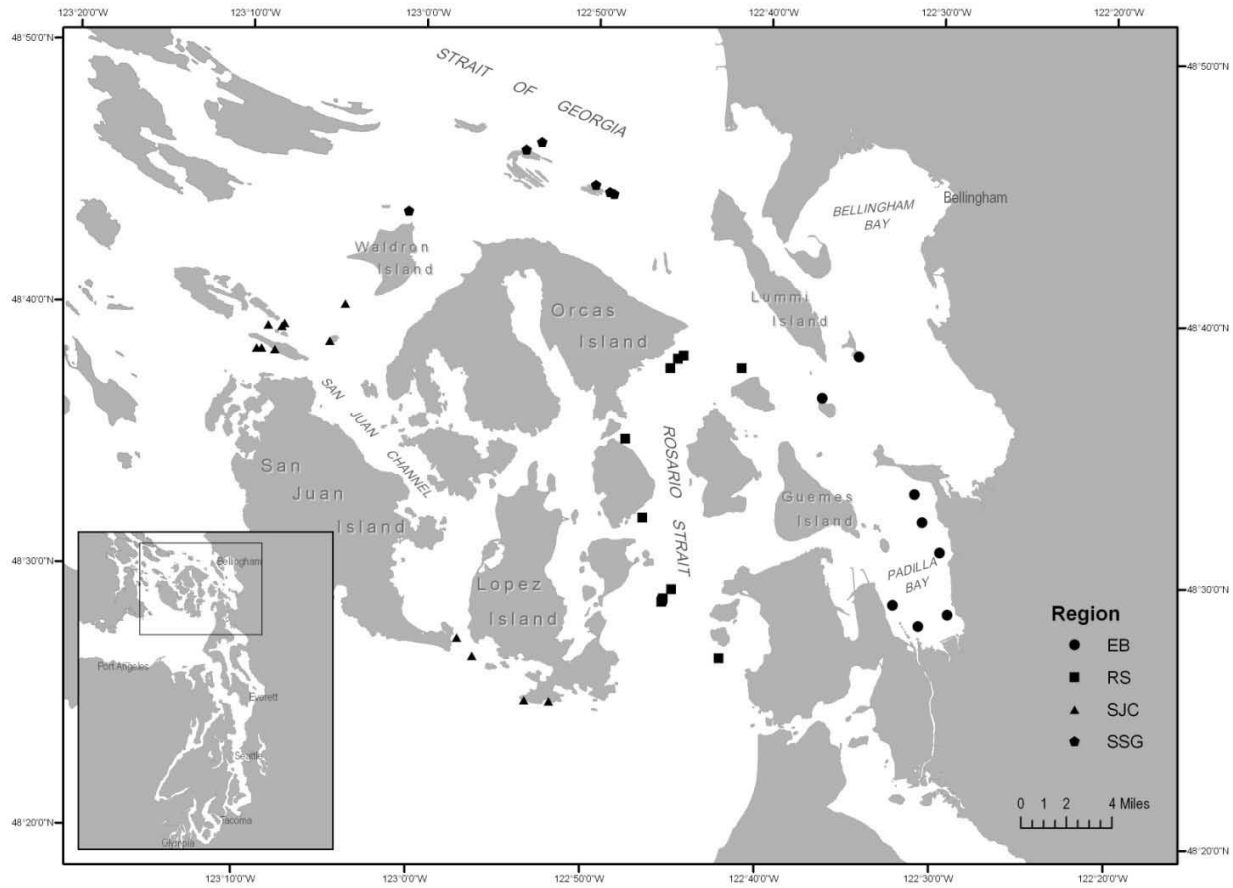 123°20'0"W 123°10'0"W 123°0'0"W 122°50'0"W 122°40'0"W 122°30'0"W 122°20'0"W
48°50'0"N
48°50'0"N
STRAIT OF GEORGIA
BELLINGHAM
BAY
Bellingham
Waldron
Island
48°40'0"N
48°40'0"N
Orcas
Island
Lummi
Island
SAN JUAN CHANNEL
ROSARIO STRAIT
San
Juan
Island
Guemes
Island
48°30'0"N
48°30'0"N
Lopez
Island
PADILLA
BAY
Bellingham
Port Angeles
Everett
Seattle
Tacoma
Olympia
Region
EB
RS
SJC
SSG
0 1 2 4 Miles
48°20'0"N
48°20'0"N
123°10'0"W 123°0'0"W 122°50'0"W 122°40'0"W 122°30'0"W 122°20'0"W